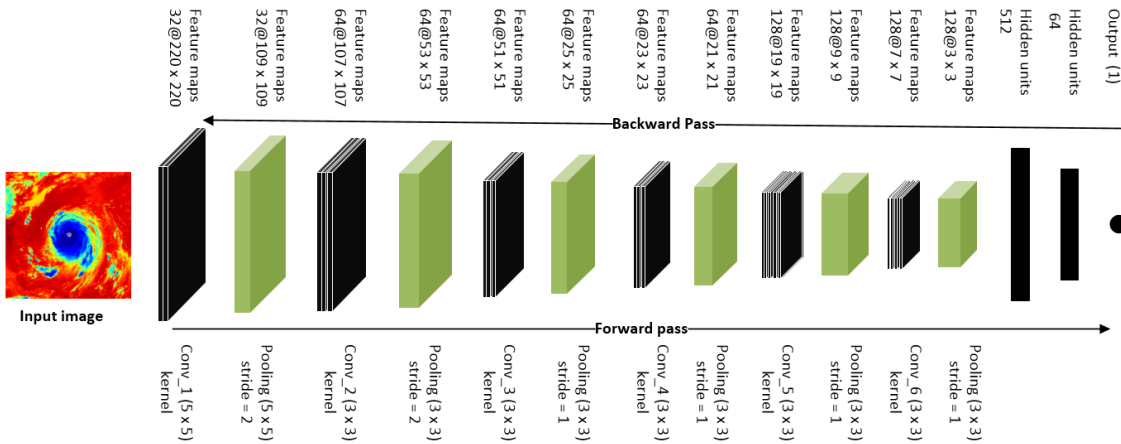 Feature maps
32@220 x 220
Feature maps
32@109 x 109
Feature maps
64@107 x 107
Feature maps
64@53 x 53
Feature maps
64@51 x 51
Feature maps
64@25 x 25
Feature maps
64@23 x 23
Feature maps
64@21 x 21
Feature maps
128@19 x 19
Feature maps
128@9 x 9
Feature maps
128@7 x 7
Feature maps
128@3 x 3
Hidden units
512
Hidden units
64
Output (1)
Backward Pass
Input image
Forward pass
Conv_1 (5 x 5)
kernel
Pooling (5 x 5)
stride = 2
Conv_2 (3 x 3)
kernel
Pooling (3 x 3)
stride = 2
Conv_3 (3 x 3)
kernel
Pooling (3 x 3)
stride = 1
Conv_4 (3 x 3)
kernel
Pooling (3 x 3)
stride = 1
Conv_5 (3 x 3)
kernel
Pooling (3 x 3)
stride = 1
Conv_6 (3 x 3)
kernel
Pooling (3 x 3)
stride = 1